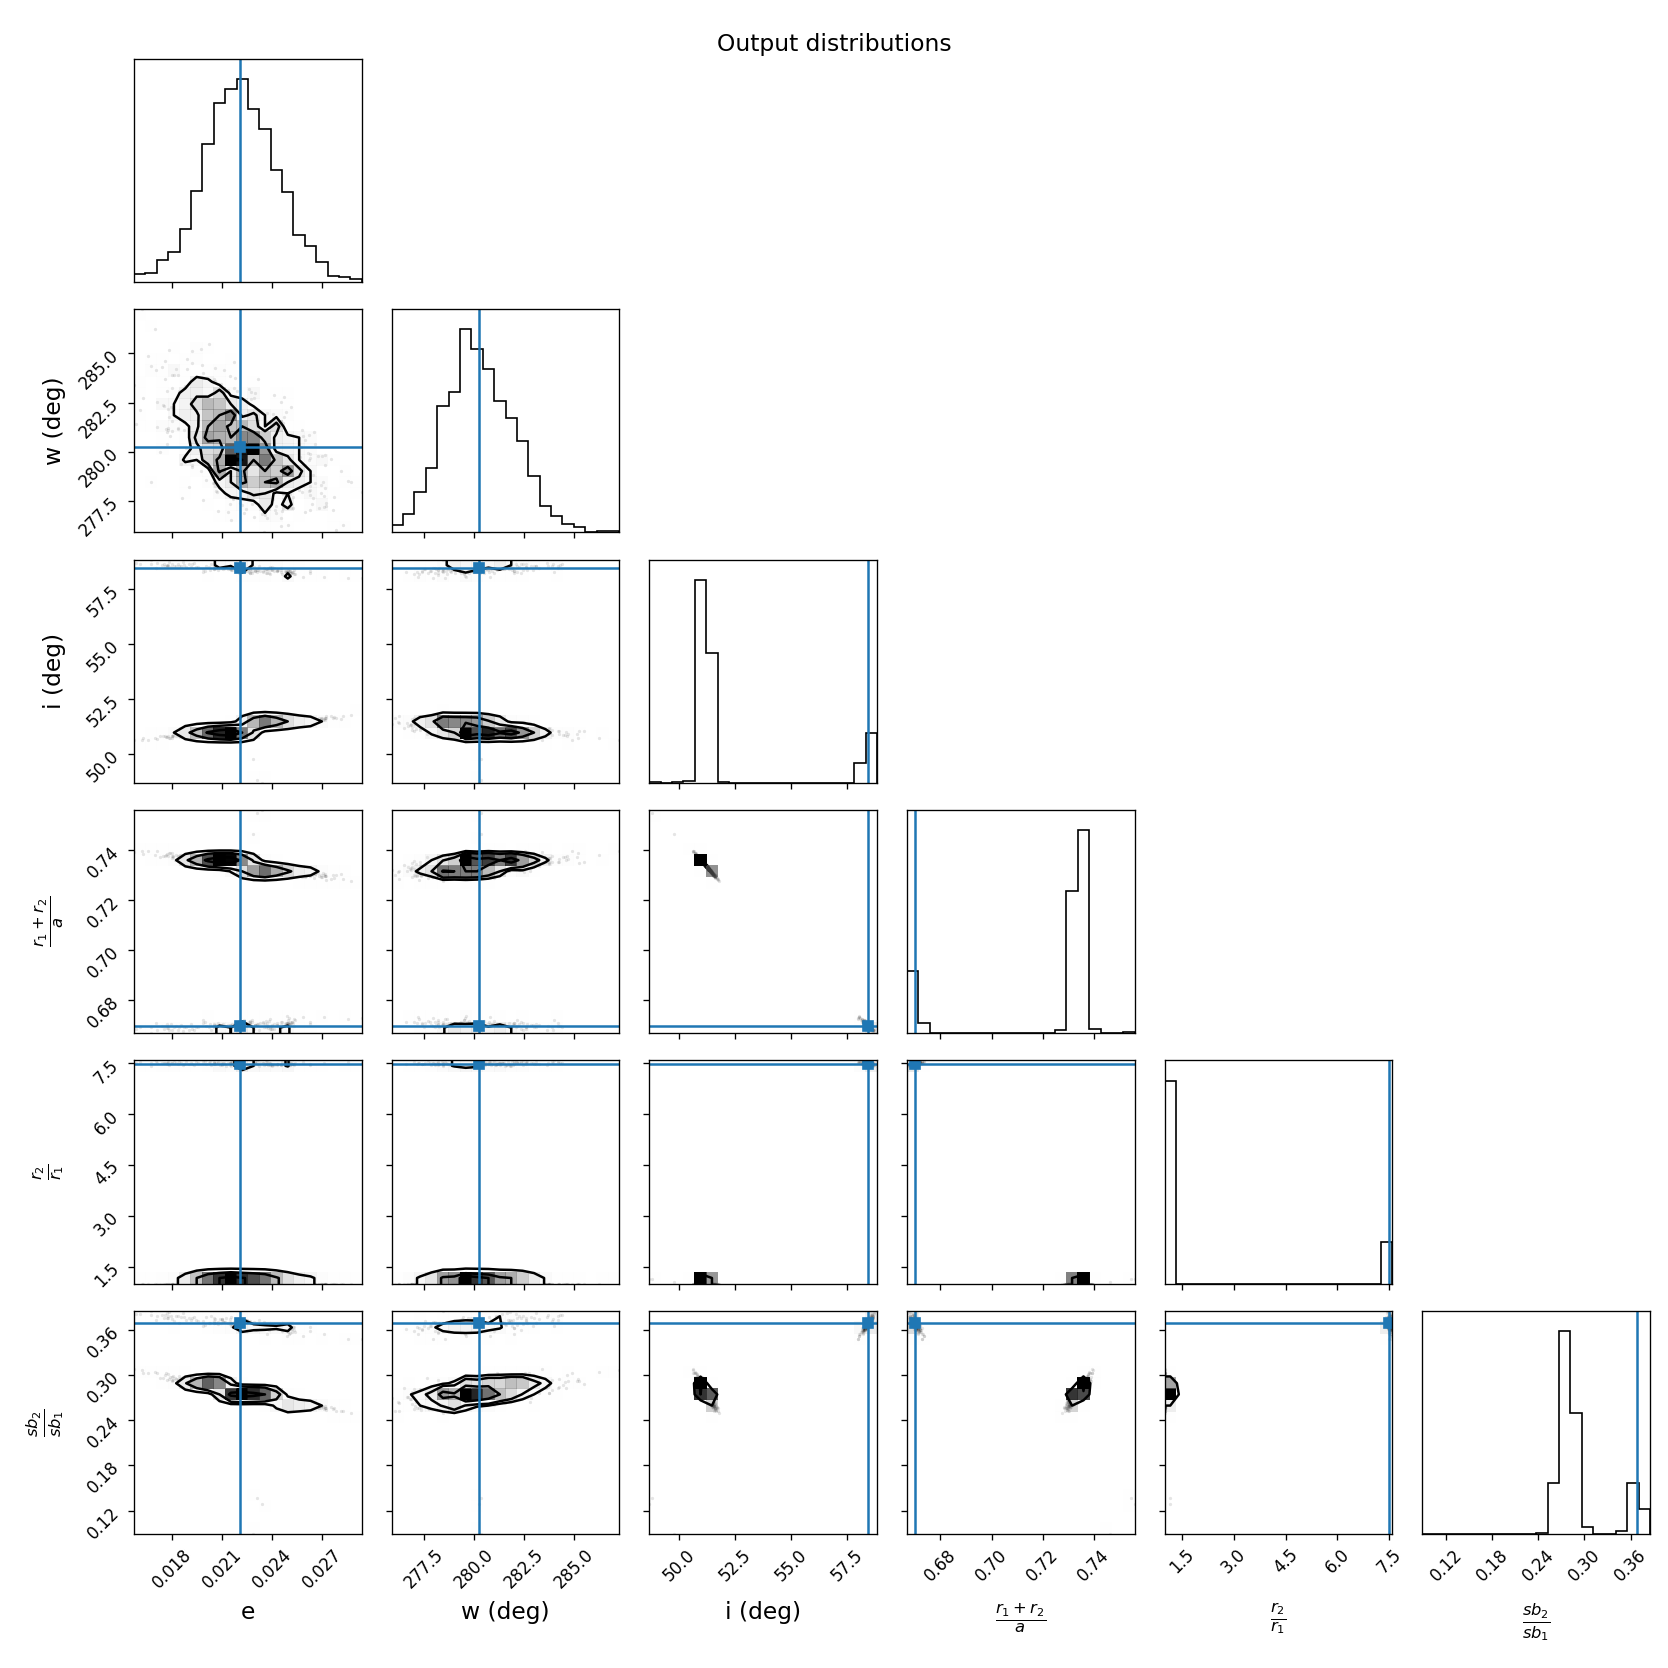 Output distributions
285.0
282.5
280.0
277.5
w (deg)
57.5
55.0
52.5
50.0
i (deg)
0.74
0.72
0.70
0.68
r1 + r2
a
7.5
6.0
4.5
3.0
1.5
r2
r1
0.36
0.30
0.24
0.18
0.12
sb2
sb1
0.018 0.021 0.024 0.027 277.5 280.0 282.5 285.0 50.0 52.5 55.0 57.5 0.68 0.70 0.72 0.74 1.5 3.0 4.5 6.0 7.5 0.12 0.18 0.24 0.30 0.36
e w (deg) i (deg)
r1 + r2
a
r2
r1
sb2
sb1